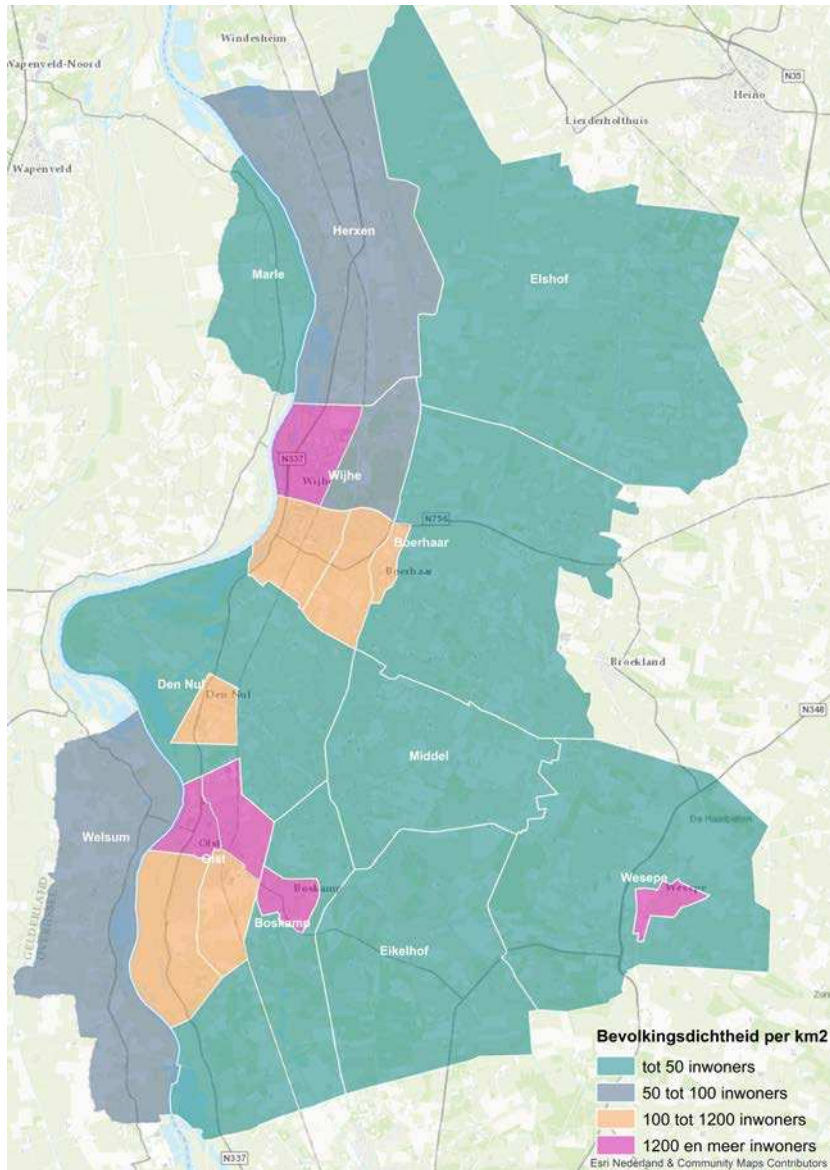 Windesheim
Wapenveld-Noord
N35
Heino
Lierderholthuis
Wapenveld
Herxen
Marle
Elshof
N337
Wijhe
Wijhe
N756
Boerhaar
Boerhaar
Broekland
Den Nul
Den Nul
N348
Middel
De Haarbelten
Welsum
Olst
Olst
Wesepe
Wesepe
Boskamp
Boskamp
GELDERLAND
OVERIJSSEL
Eikelhof
Bevolkingsdichtheid per km2
tot 50 inwoners
50 tot 100 inwoners
100 tot 1200 inwoners
1200 en meer inwoners
N337
Esri Nederland & Community Maps Contributors